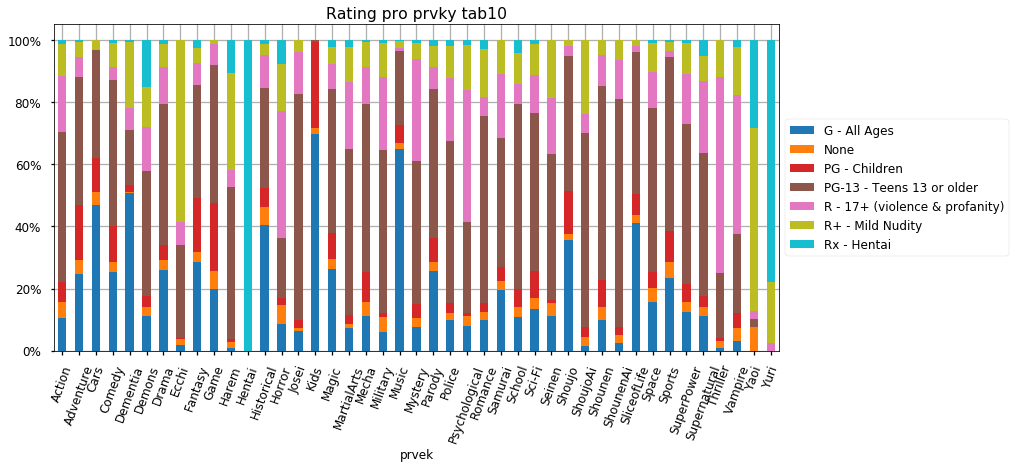 Rating pro prvky tab10
100%
80%
60%
40%
20%
0%
G - All Ages
None
PG - Children
PG-13 - Teens 13 or older
R - 17+ (violence & profanity)
R+ - Mild Nudity
Rx - Hentai
Action
Adventure
Cars
Comedy
Dementia
Demons
Drama
Ecchi
Fantasy
Game
Harem
Hentai
Historical
Horror
Josei
Kids
Magic
MartialArts
Mecha
Military
Music
Mystery
Parody
Police
Psychological
Romance
Samurai
School
Sci-Fi
Seinen
Shoujo
ShoujoAi
Shounen
ShounenAi
SliceofLife
Space
Sports
SuperPower
Supernatural
Thriller
Vampire
Yaoi
Yuri
prvek